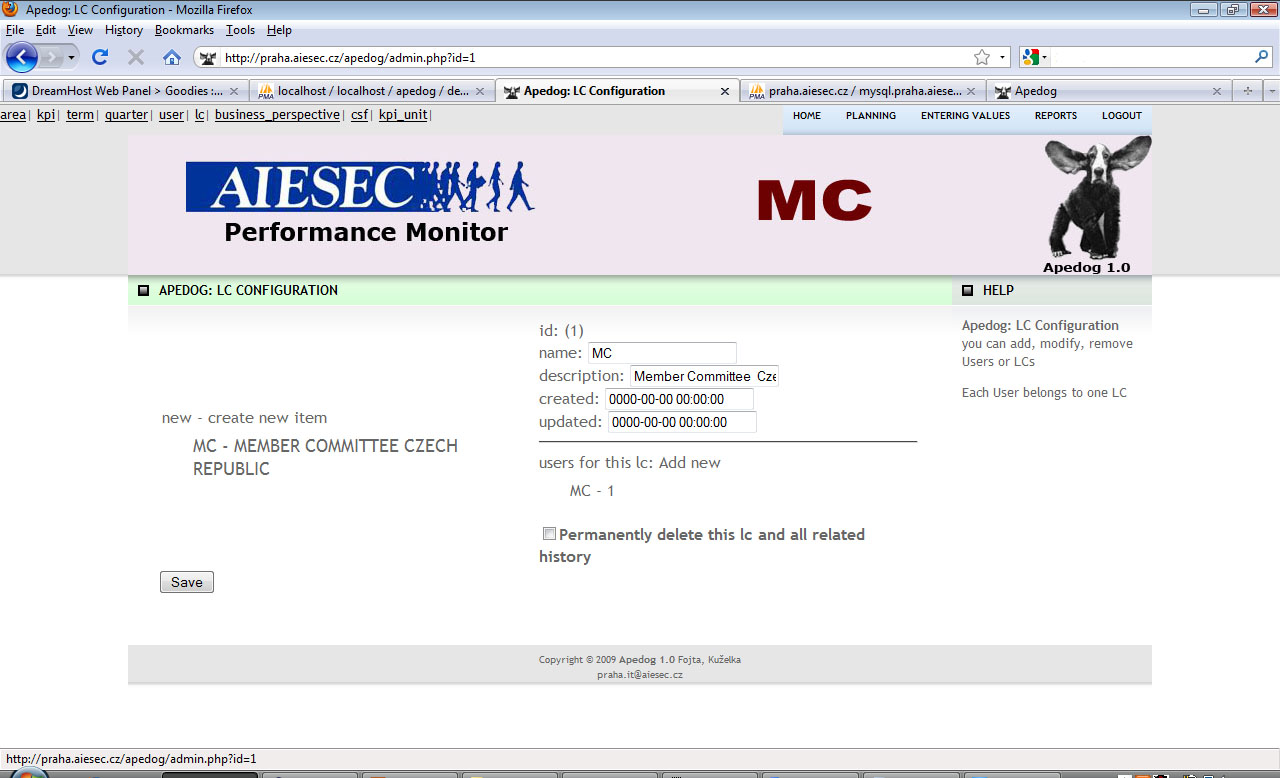 Apedog: LC Configuration - Mozilla Firefox
File Edit View History Bookmarks Tools Help
http://praha.aiesec.cz/apedog/admin.php?id=1
DreamHost Web Panel > Goodies :... localhost / localhost / apedog / de... Apedog: LC Configuration praha.aiesec.cz / mysql.praha.aiese... Apedog
area| kpi| term| quarter| user| lc| business_perspective| csf| kpi_unit|
HOME PLANNING ENTERING VALUES REPORTS LOGOUT
AIESEC
Performance Monitor
MC
Apedog 1.0
APEDOG: LC CONFIGURATION
new - create new item
MC - MEMBER COMMITTEE CZECH
REPUBLIC
Save
id: (1)
name: MC
description: Member Committee Cze
created: 0000-00-00 00:00:00
updated: 0000-00-00 00:00:00
users for this lc: Add new
MC - 1
Permanently delete this lc and all related
history
HELP
Apedog: LC Configuration
you can add, modify, remove
Users or LCs
Each User belongs to one LC
Copyright © 2009 Apedog 1.0 Fojta, Kuželka
praha.it@aiesec.cz
http://praha.aiesec.cz/apedog/admin.php?id=1